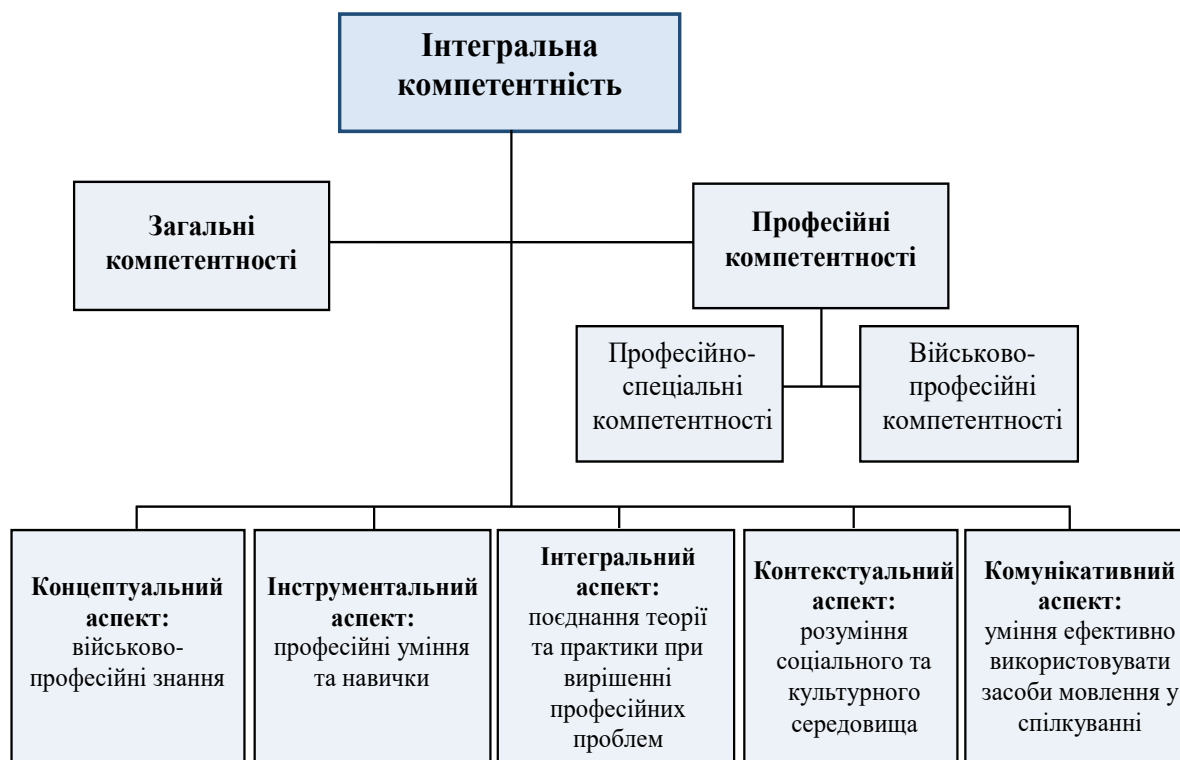 Інтегральна
компетентність
Загальні
компетентності
Професійні
компетентності
Професійно-
спеціальні
компетентності
Військово-
професійні
компетентності
Концептуальний
аспект:
військово-
професійні знання
Інструментальний
аспект:
професійні уміння
та навички
Інтегральний
аспект:
поєднання теорії
та практики при
вирішенні
професійних
проблем
Контекстуальний
аспект:
розуміння
соціального та
культурного
середовища
Комунікативний
аспект:
уміння ефективно
використовувати
засоби мовлення у
спілкуванні